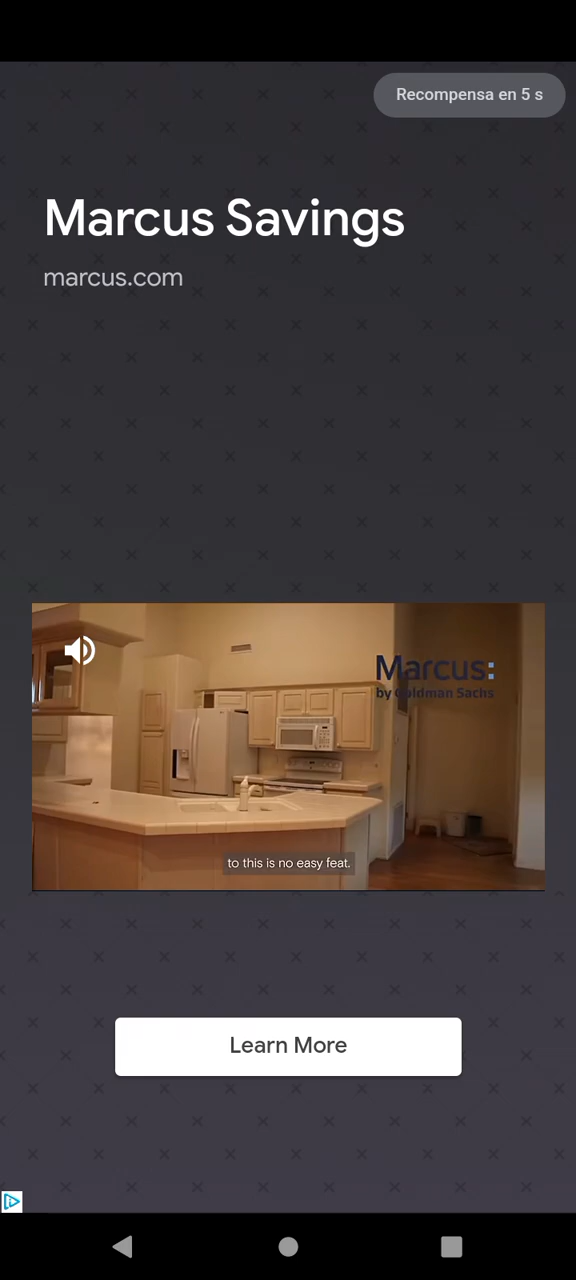 Recompensa en 5 s
Marcus Savings
marcus.com
Marcus:
by Goldman Sachs
to this is no easy feat.
Learn More